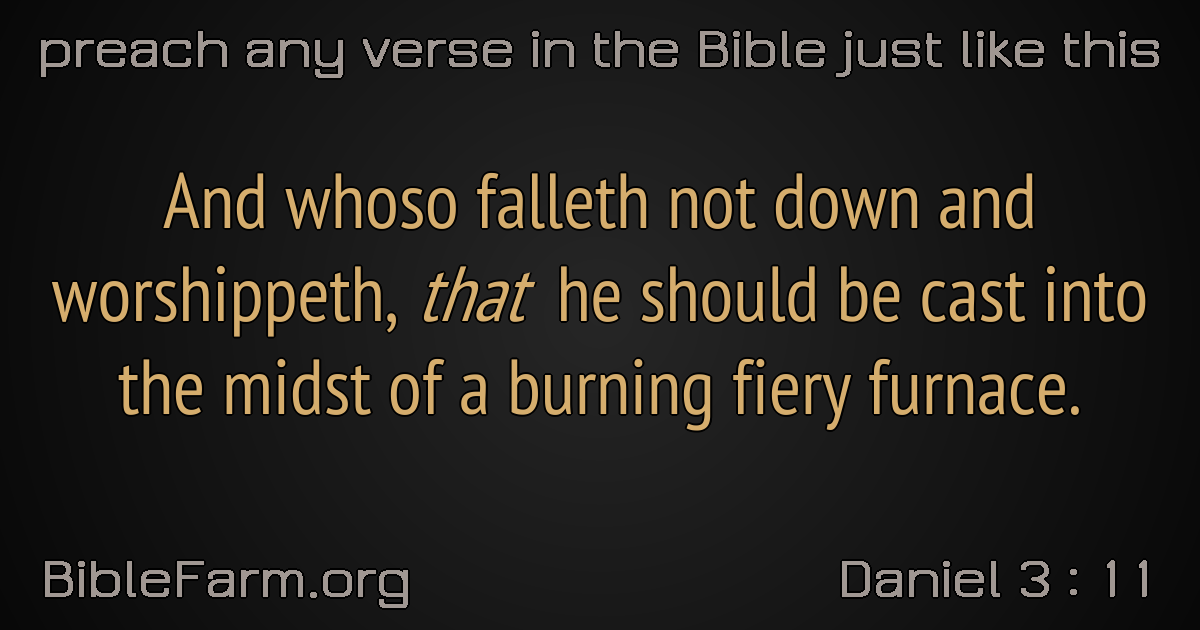 preach any verse in the Bible just like this
And whoso falleth not down and
worshippeth, that he should be cast into
the midst of a burning fiery furnace.
BibleFarm.org
Daniel 3 : 11